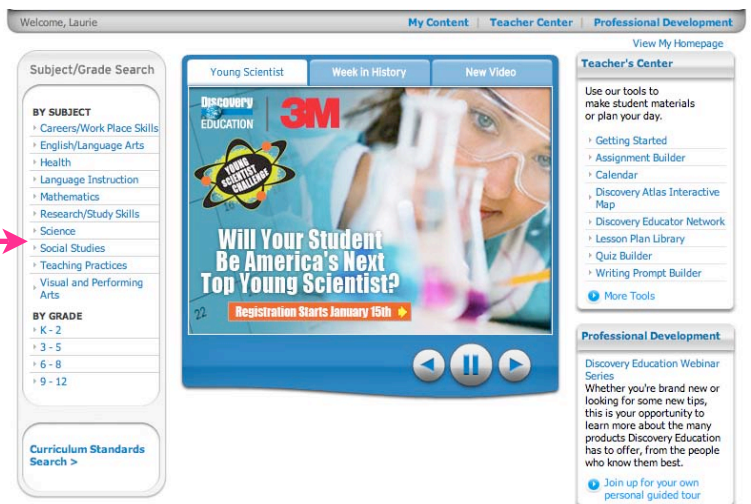 Welcome, Laurie
My Content | Teacher Center | Professional Development
View My Homepage
Subject/Grade Search
BY SUBJECT
Careers/Work Place Skills
English/Language Arts
Health
Language Instruction
Mathematics
Research/Study Skills
Science
Social Studies
Teaching Practices
Visual and Performing
Arts
BY GRADE
K - 2
3 - 5
6 - 8
9 - 12
Curriculum Standards
Search >
Young Scientist
Week in History
New Video
Discovery
EDUCATION
3M
YOUNG
SCIENTIST
CHALLENGE
16
Will Your Student
Be America's Next
Top Young Scientist?
22
Registration Starts January 15th
Teacher's Center
Use our tools to
make student materials
or plan your day.
Getting Started
Assignment Builder
Calendar
Discovery Atlas Interactive
Map
Discovery Educator Network
Lesson Plan Library
Quiz Builder
Writing Prompt Builder
More Tools
Professional Development
Discovery Education Webinar
Series
Whether you're brand new or
looking for some new tips,
this is your opportunity to
learn more about the many
products Discovery Education
has to offer, from the people
who know them best.
Join up for your own
personal guided tour